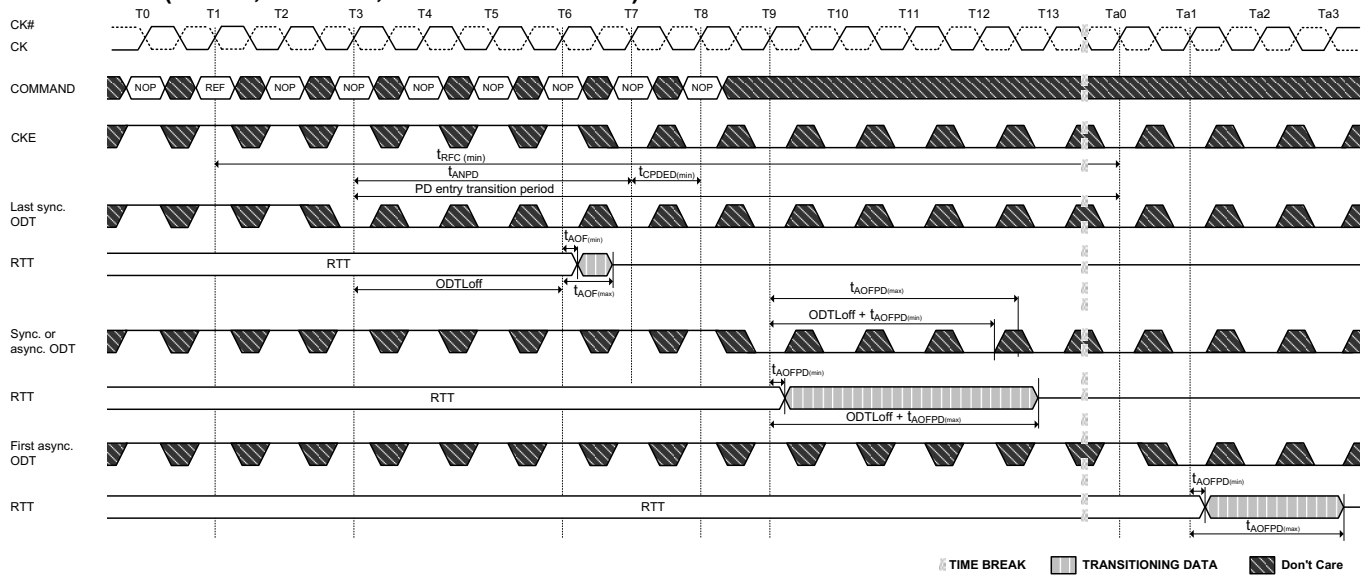 T0 T1 T2 T3 T4 T5 T6 T7 T8 T9 T10 T11 T12 T13 Ta0 Ta1 Ta2 Ta3
CK#
CK
COMMAND NOP REF NOP NOP NOP NOP NOP NOP NOP
CKE
tRFC (min)
tANPD tCPDED(min)
PD entry transition period
Last sync.
ODT
tAOF(min)
RTT RTT
ODTLoff tAOF(max)
tAOFPD(max)
ODTLoff + tAOFPD(min)
Sync. or
async. ODT
tAOFPD(min)
RTT RTT
ODTLoff + tAOFPD(max)
First async.
ODT
tAOFPD(min)
RTT RTT
tAOFPD(max)
TIME BREAK TRANSITIONING DATA Don't Care